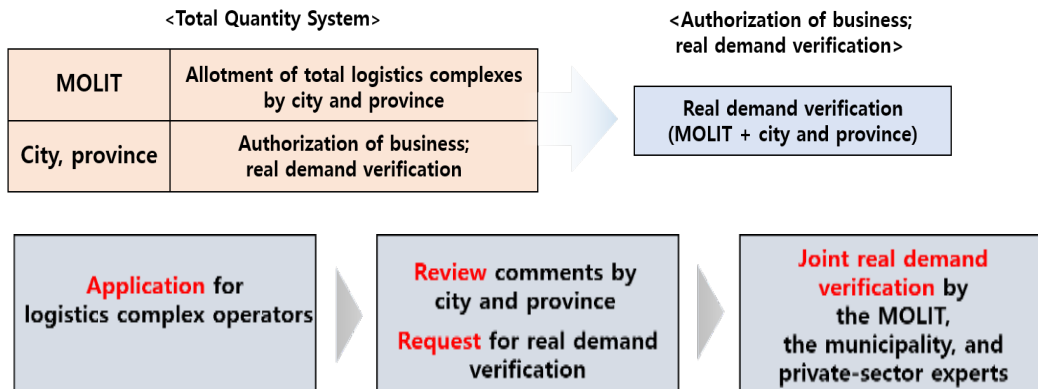 <Total Quantity System>
<Authorization of business;
real demand verification>
MOLIT
Allotment of total logistics complexes
by city and province
City, province
Authorization of business;
real demand verification
Real demand verification
(MOLIT + city and province)
Application for
logistics complex operators
Review comments by
city and province
Request for real demand
verification
Joint real demand
verification by
the MOLIT,
the municipality, and
private-sector experts